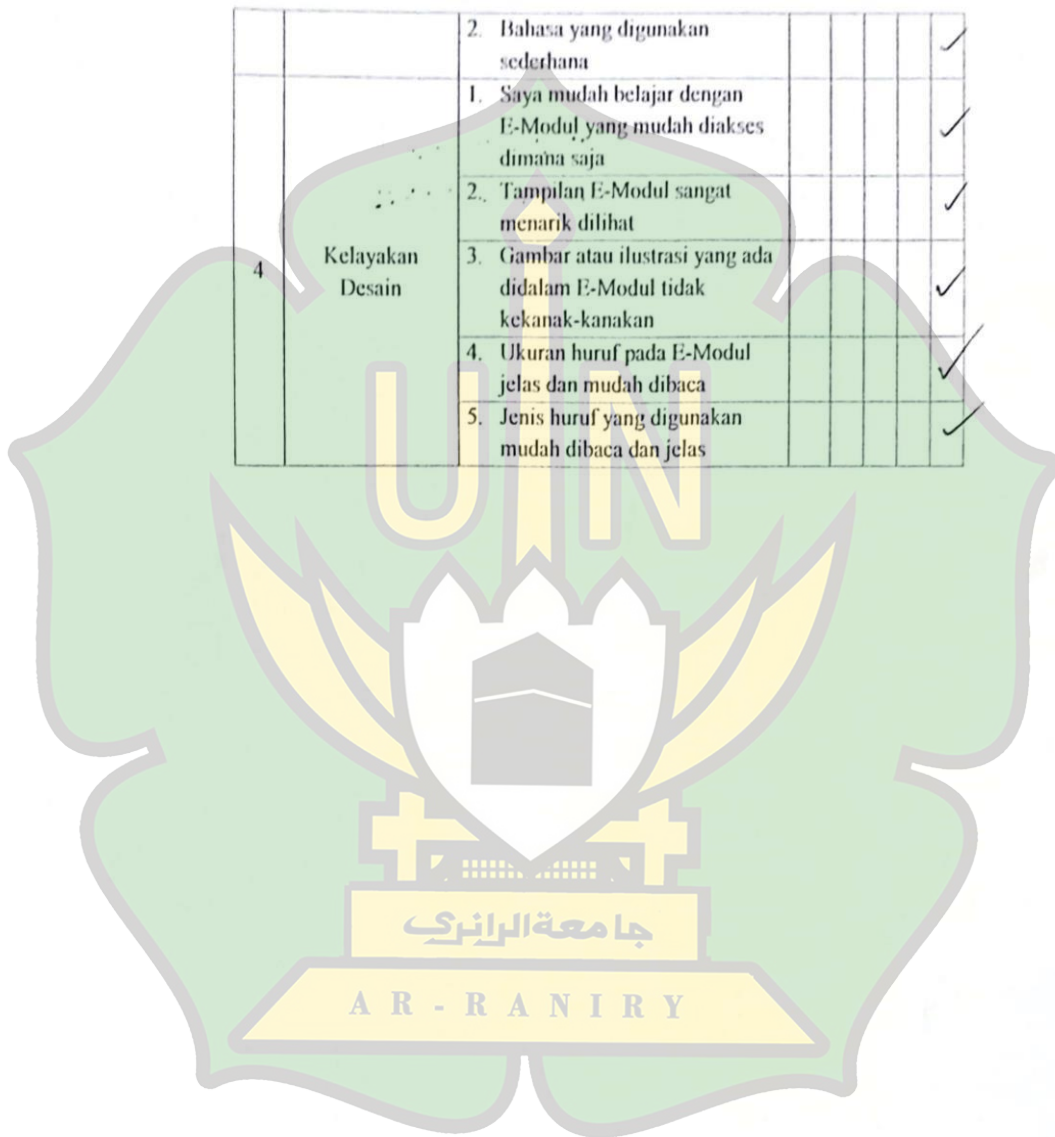 2. Bahasa yang digunakan
sederhana
1. Saya mudah belajar dengan
E-Modul yang mudah diakses
dimana saja
2. Tampilan E-Modul sangat
menarik dilihat
4
Kelayakan
Desain
3. Gambar atau ilustrasi yang ada
didalam E-Modul tidak
kekanak-kanakan
4. Ukuran huruf pada E-Modul
jelas dan mudah dibaca
5. Jenis huruf yang digunakan
mudah dibaca dan jelas
UIN
جامعة الرانري
AR-RANIRY